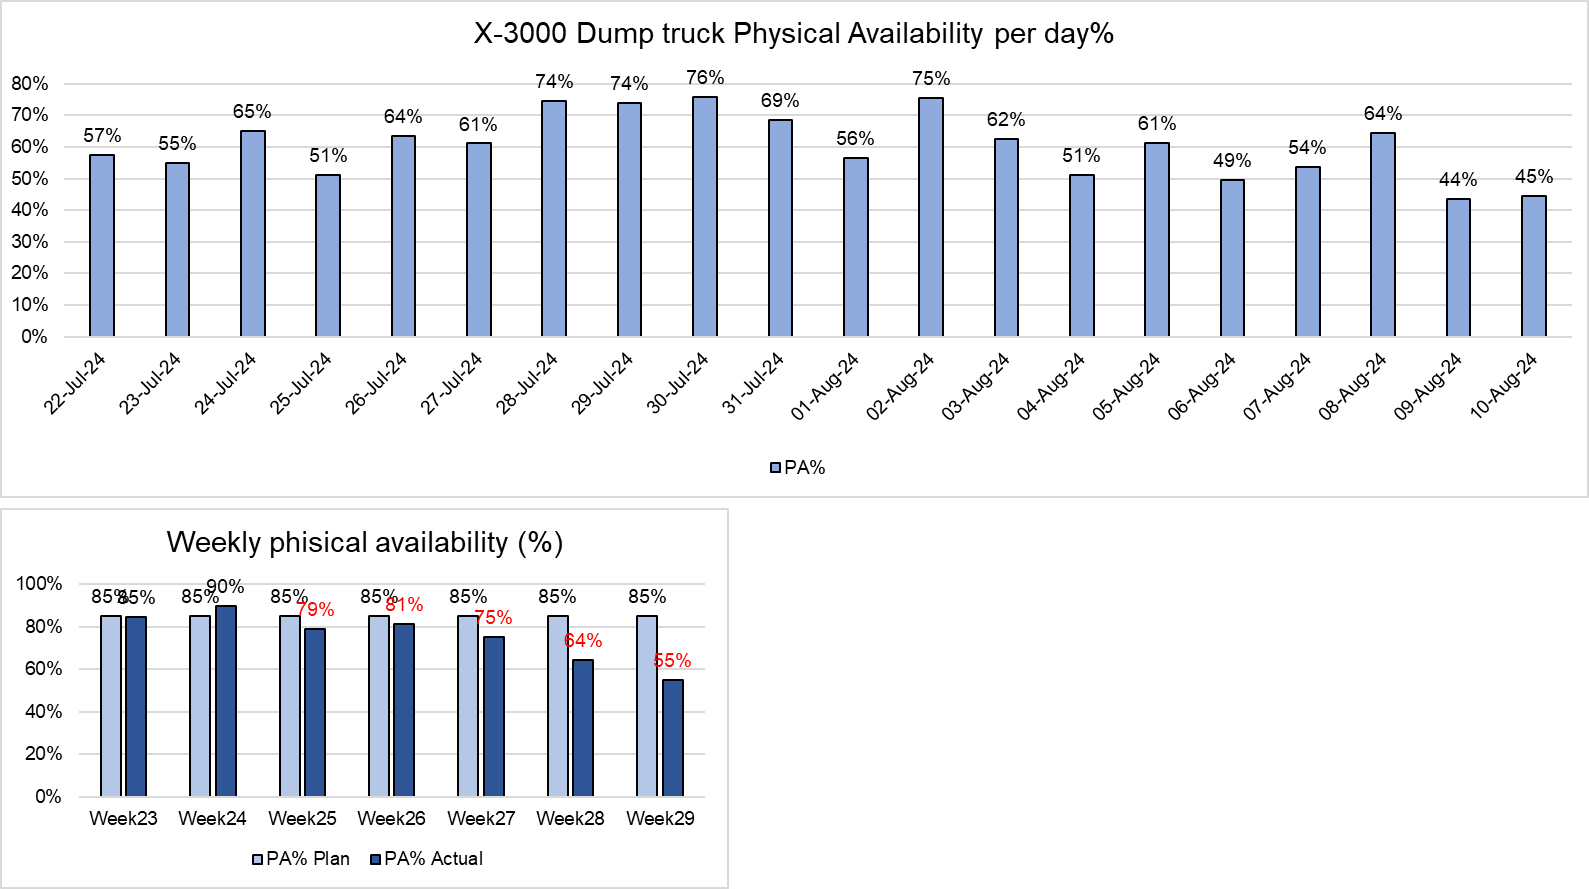 X-3000 Dump truck Physical Availability per day%
80%
70%
60%
50%
40%
30%
20%
10%
0%
57%
55%
65%
51%
64%
61%
74%
74%
76%
69%
56%
75%
62%
51%
61%
49%
54%
64%
44%
45%
22-Jul-24
23-Jul-24
24-Jul-24
25-Jul-24
26-Jul-24
27-Jul-24
28-Jul-24
29-Jul-24
30-Jul-24
31-Jul-24
01-Aug-24
02-Aug-24
03-Aug-24
04-Aug-24
05-Aug-24
06-Aug-24
07-Aug-24
08-Aug-24
09-Aug-24
10-Aug-24
PA%
Weekly phisical availability (%)
100%
80%
60%
40%
20%
0%
85%
85%
85%
90%
85%
79%
85%
81%
85%
75%
85%
64%
85%
55%
Week23
Week24
Week25
Week26
Week27
Week28
Week29
PA% Plan
PA% Actual